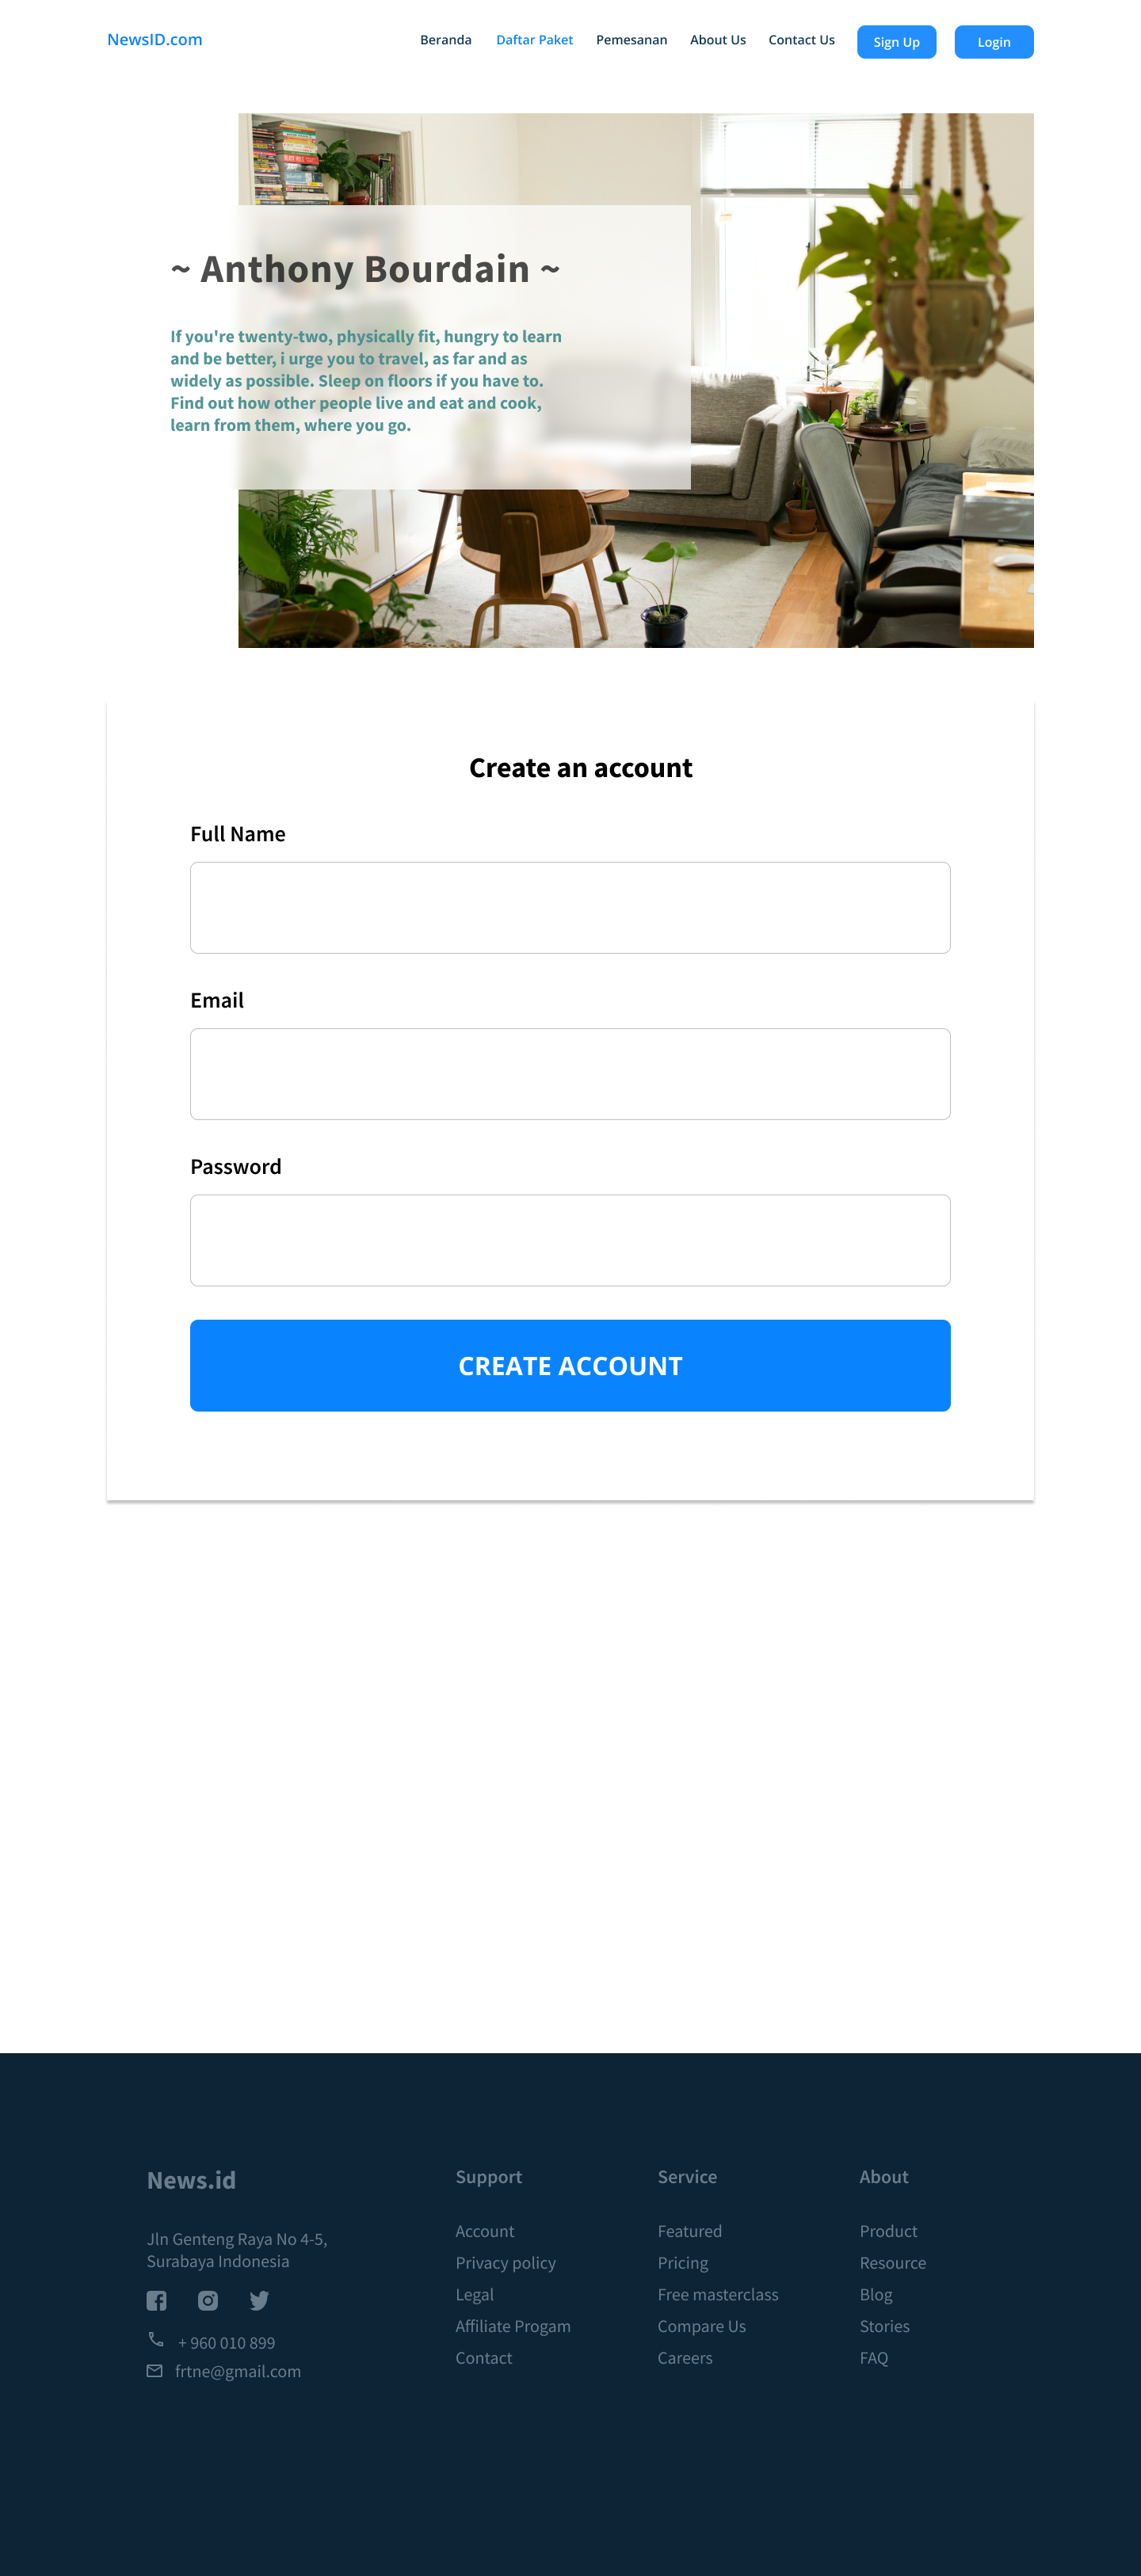 NewsID.com
Beranda
Daftar Paket
Pemesanan
About Us
Contact Us
Sign Up
Login
~ Anthony Bourdain ~
If you're twenty-two, physically fit, hungry to learn
and be better, i urge you to travel, as far and as
widely as possible. Sleep on floors if you have to.
Find out how other people live and eat and cook,
learn from them, where you go.
Create an account
Full Name
Email
Password
CREATE ACCOUNT
News.id
Jln Genteng Raya No 4-5,
Surabaya Indonesia
+ 960 010 899
frtne@gmail.com
Support
Account
Privacy policy
Legal
Affiliate Progam
Contact
Service
Featured
Pricing
Free masterclass
Compare Us
Careers
About
Product
Resource
Blog
Stories
FAQ